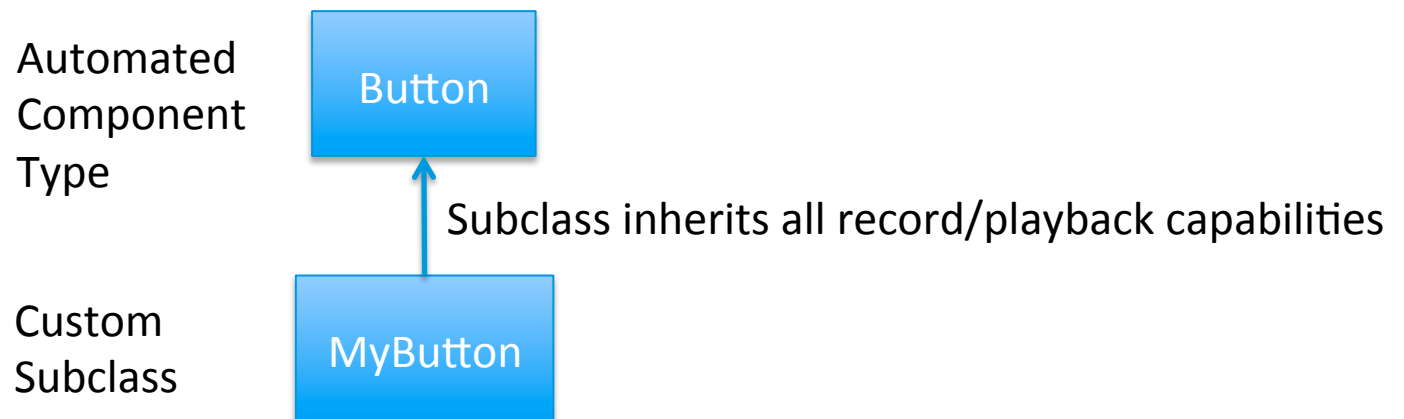 Automated
Component
Type
Button
Subclass inherits all record/playback capabilities
Custom
Subclass
MyButton